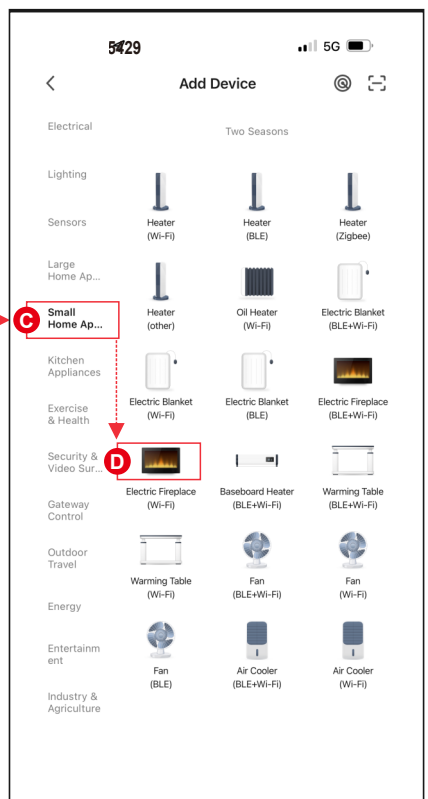 5G
Add Device
Electrical
Lighting
Sensors
Large
Home Ap...
C
Small
Home Ap...
Kitchen
Appliances
Exercise
& Health
Security &
Video Sur...
Gateway
Control
Outdoor
Travel
Energy
Entertainm
ent
Industry &
Agriculture
Two Seasons
Heater
(Wi-Fi)
Heater
(BLE)
Heater
(Zigbee)
Heater
(other)
Oil Heater
(Wi-Fi)
Electric Blanket
(BLE+Wi-Fi)
Electric Blanket
(Wi-Fi)
Electric Blanket
(BLE)
Electric Fireplace
(BLE+Wi-Fi)
D
Electric Fireplace
(Wi-Fi)
Baseboard Heater
(BLE+Wi-Fi)
Warming Table
(BLE+Wi-Fi)
Warming Table
(Wi-Fi)
Fan
(BLE+Wi-Fi)
Fan
(Wi-Fi)
Fan
(BLE)
Air Cooler
(BLE+Wi-Fi)
Air Cooler
(Wi-Fi)